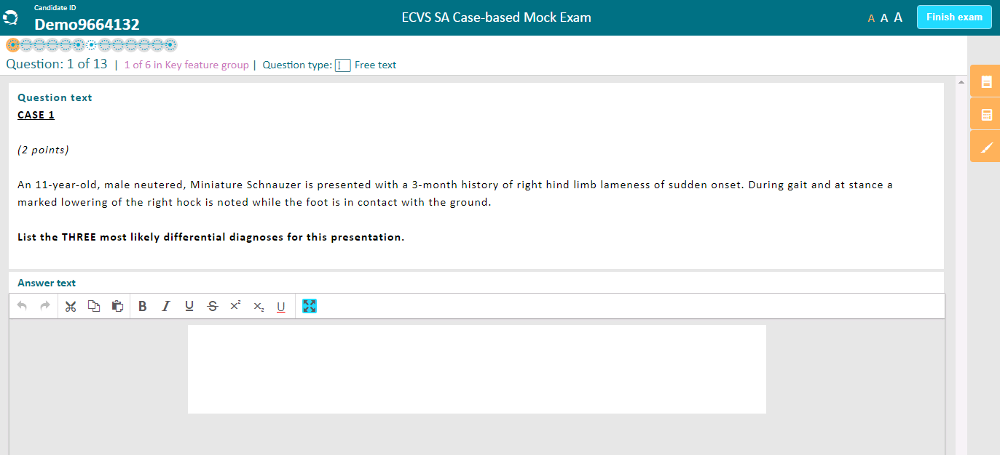 Candidate ID
Demo9664132
ECVS SA Case-based Mock Exam
A A A
Finish exam
Question: 1 of 13 | 1 of 6 in Key feature group | Question type: Free text
Question text
CASE 1
(2 points)
An 11-year-old, male neutered, Miniature Schnauzer is presented with a 3-month history of right hind limb lameness of sudden onset. During gait and at stance a
marked lowering of the right hock is noted while the foot is in contact with the ground.
List the THREE most likely differential diagnoses for this presentation.
Answer text
B I U S x² x₂ U